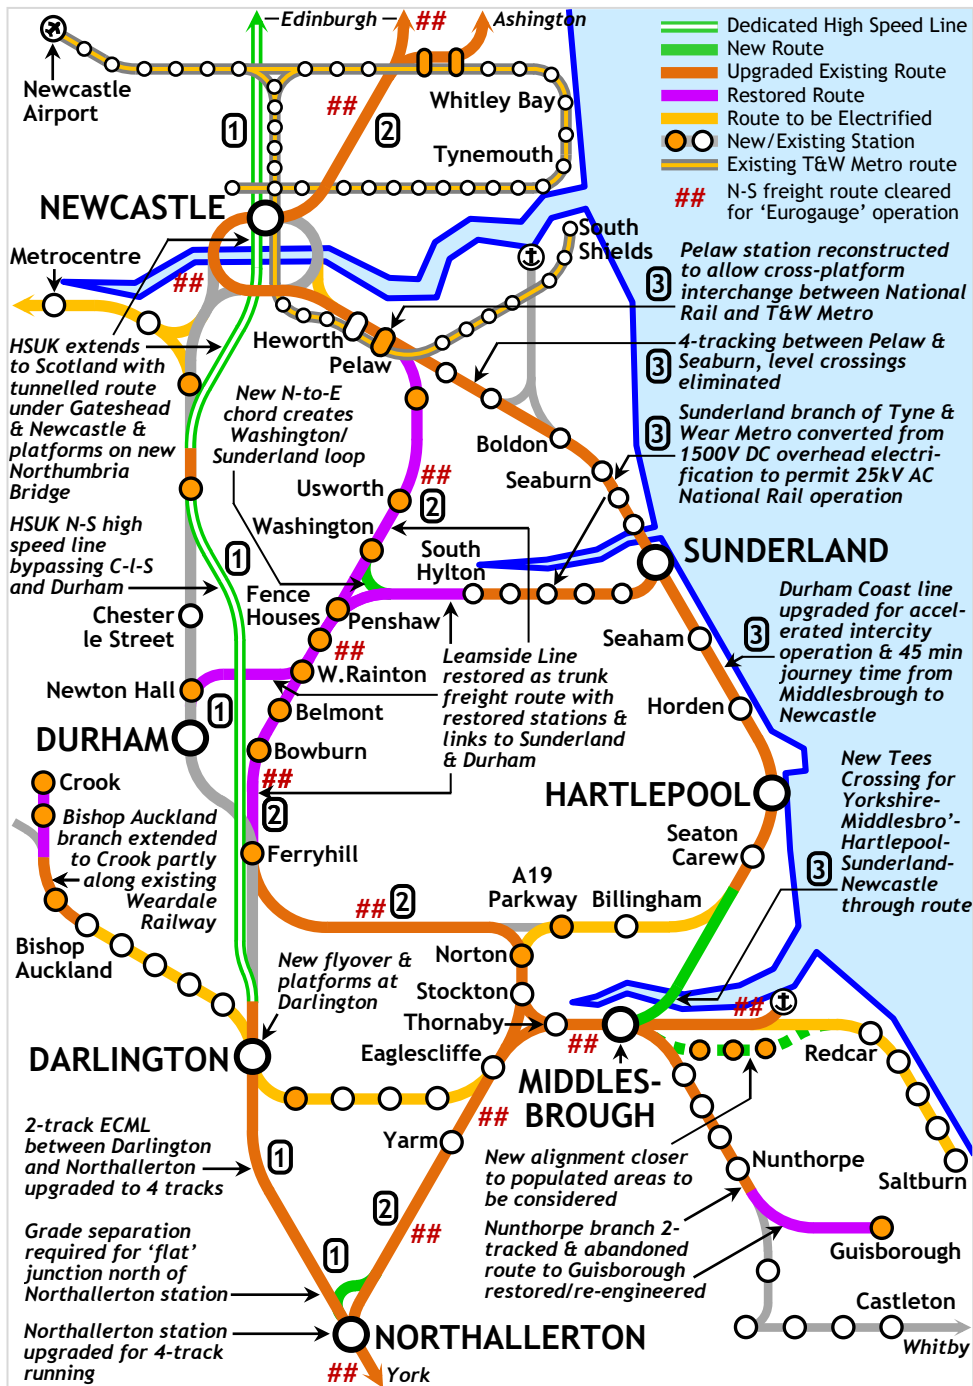 Edinburgh
##
Ashington
Dedicated High Speed Line
New Route
Upgraded Existing Route
Restored Route
Route to be Electrified
New/Existing Station
Existing T&W Metro route
##
N-S freight route cleared
for ‘Eurogauge’ operation
Newcastle
Airport
Whitley Bay
##
1
2
Tynemouth
NEWCASTLE
South
Shields
Metrocentre
##
Pelaw station reconstructed
to allow cross-platform
interchange between National
Rail and T&W Metro
3
Heworth
Pelaw
HSUK extends
to Scotland with
tunnelled route
under Gateshead
& Newcastle &
platforms on new
Northumbria
Bridge
4-tracking between Pelaw &
Seaburn, level crossings
eliminated
3
New N-to-E
chord creates
Washington/
Sunderland loop
Boldon
Seaburn
3
Sunderland branch of Tyne &
Wear Metro converted from
1500V DC overhead electri-
fication to permit 25kV AC
National Rail operation
##
Usworth
2
Washington
HSUK N-S high
speed line
bypassing C-l-S
and Durham
1
South
Hylton
SUNDERLAND
Fence
Houses
Penshaw
Chester
le Street
Durham Coast line
upgraded for accel-
erated intercity
operation & 45 min
journey time from
Middlesbrough to
Newcastle
3
Seaham
##
W.Rainton
Leamside Line
restored as trunk
freight route with
restored stations &
links to Sunderland
& Durham
Newton Hall
1
Belmont
Horden
DURHAM
Bowburn
##
2
New Tees
Crossing for
Yorkshire-
Middlesbro’-
Hartlepool-
Sunderland-
Newcastle
through route
3
Crook
HARTLEPOOL
Bishop Auckland
branch extended
to Crook partly
along existing
Weardale
Railway
Ferryhill
Seaton
Carew
A19
Parkway
Billingham
##
2
Bishop
Auckland
Norton
New flyover &
platforms at
Darlington
Stockton
Thornaby
##
##
DARLINGTON
Eaglescliffe
Redcar
MIDDLES-
BROUGH
##
2-track ECML
between Darlington
and Northallerton
upgraded to 4 tracks
1
Yarm
New alignment closer
to populated areas to
be considered
Nunthorpe
Saltburn
2
##
Nunthorpe branch 2-
tracked & abandoned
route to Guisborough
restored/re-engineered
Guisborough
Grade separation
required for ‘flat’
junction north of
Northallerton station
1
Castleton
Whitby
Northallerton station
upgraded for 4-track
running
NORTHALLERTON
##
York